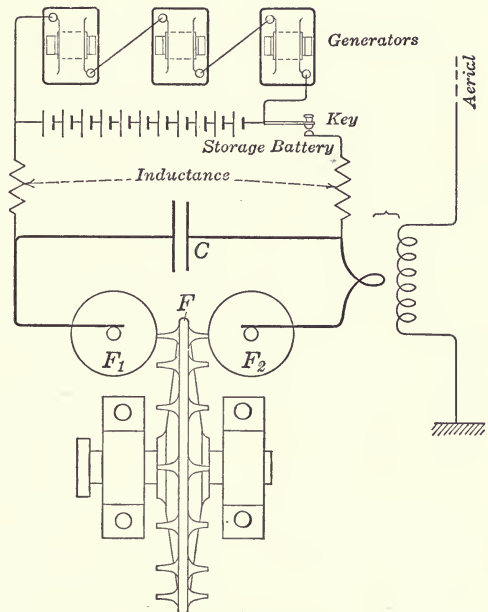 Generators
Aerial
Key
Storage Battery
Inductance
C
F
F1
F2